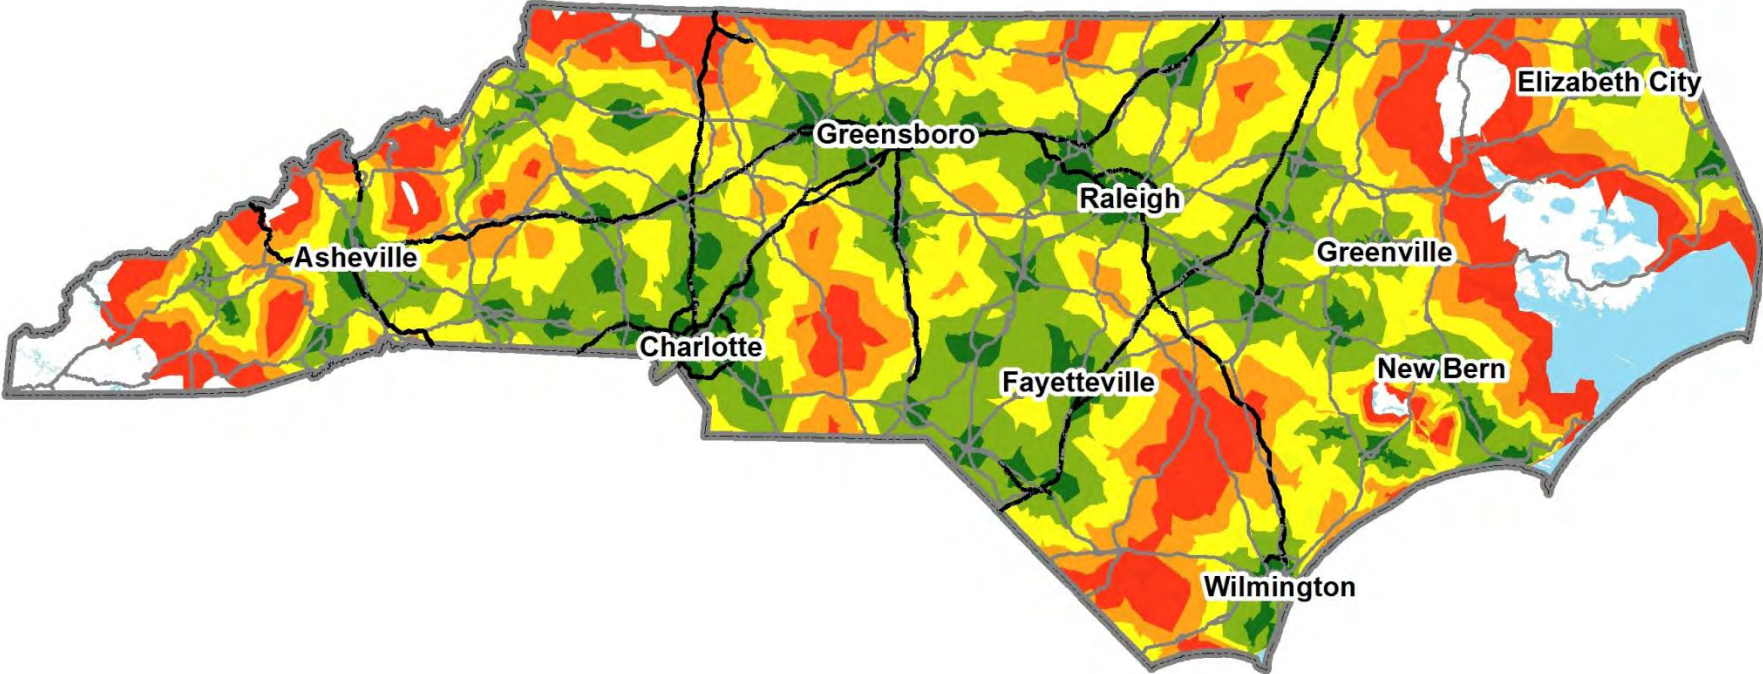 Elizabeth City
Greensboro
Raleigh
Greenville
Asheville
Charlotte
New Bern
Fayetteville
Wilmington